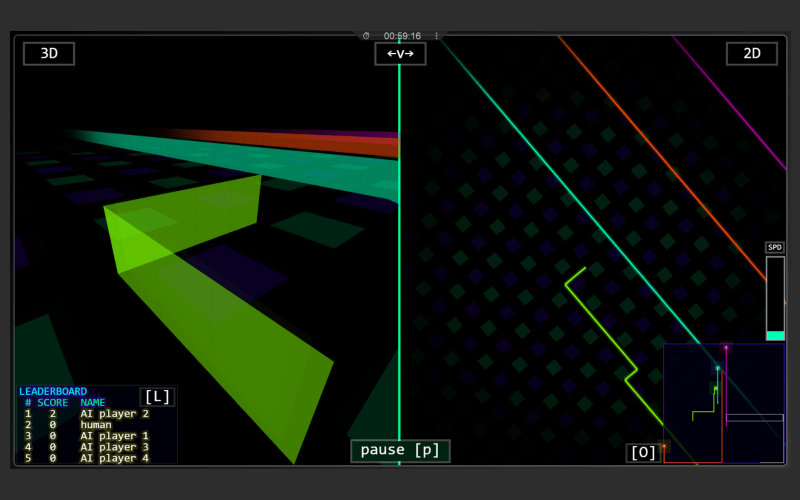 00:59:16
3D
←v→
2D
SPD
LEADERBOARD
[L]
# SCORE NAME
1 2 AI player 2
2 0 human
3 0 AI player 1
4 0 AI player 3
5 0 AI player 4
pause [p]
[O]